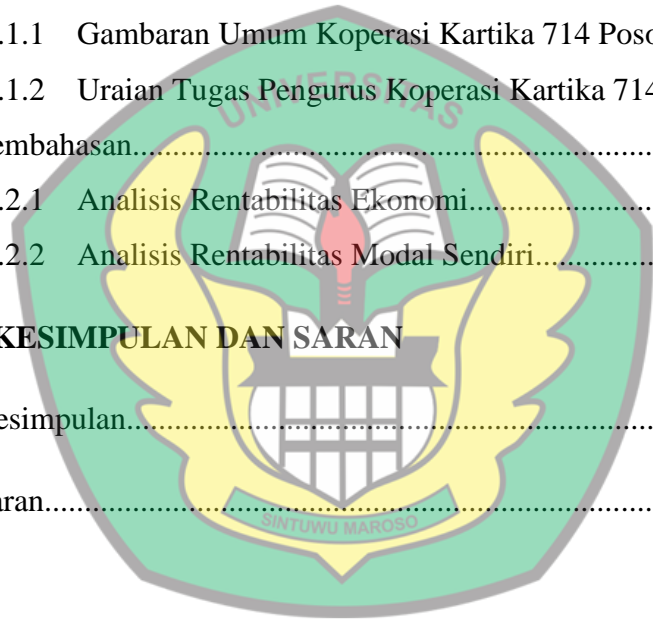 .1.1 Gambaran Umum Koperasi Kartika 714 Poso
.1.2 Uraian Tugas Pengurus Koperasi Kartika 714
UNIVERSITAS
embahasan..............................................................................
.2.1 Analisis Rentabilitas Ekonomi........................
.2.2 Analisis Rentabilitas Modal Sendiri...............
KESIMPULAN DAN SARAN
esimpulan...............................................................................
aran.........................................................................................
SINTUWU MAROSO